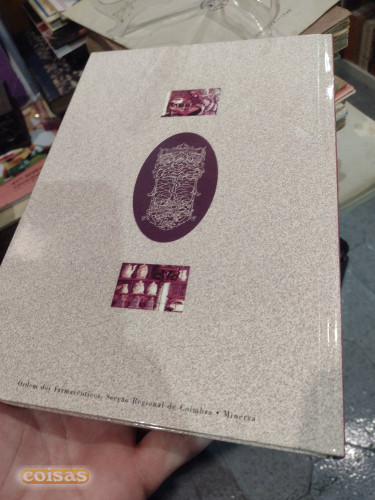 Ordem dos Farmacêuticos, Secção Regional de Coimbra • Minerva
coisas